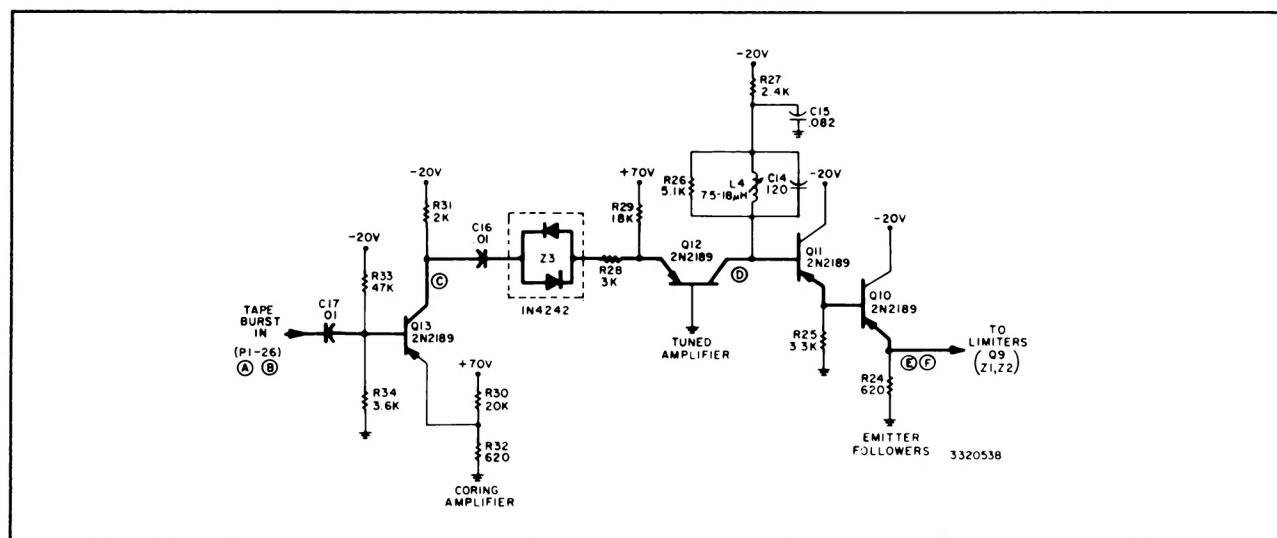 -20V
R27
2.4K
C15
.082
R26
5.1K
L4
7.5-18µH
C14
120
-20V
-20V
R31
2K
+70V
R29
18K
C16
.01
Z3
1N4242
R28
3K
Q12
2N2189
TUNED
AMPLIFIER
D
Q11
2N2189
-20V
Q10
2N2189
-20V
R33
47K
C
C17
.01
TAPE
BURST
IN
(P1-26)
A B
Q13
2N2189
R34
3.6K
+70V
R30
20K
R32
620
CORING
AMPLIFIER
R25
3.3K
E F
TO
LIMITERS
Q9
(Z1,Z2)
R24
620
EMITTER
FOLLOWERS
3320538